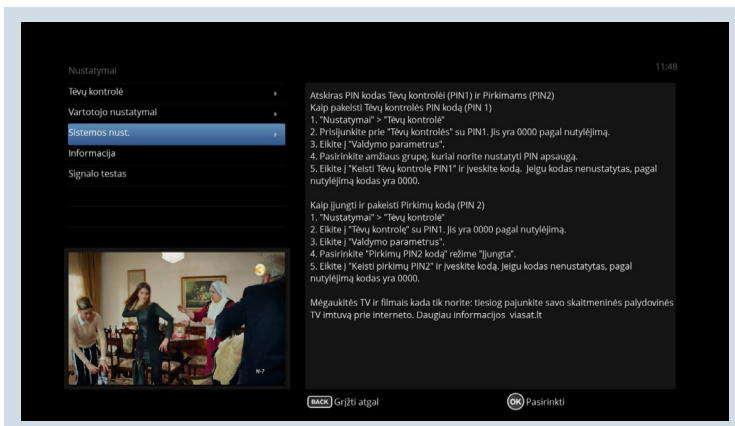 Nustatymai
11:48
Tėvų kontrolė
Vartotojo nustatymai
Sistemos nust.
Informacija
Signalo testas
Atskiras PIN kodas Tėvų kontrolėi (PIN1) ir Pirkimams (PIN2)
Kaip pakeisti Tėvų kontrolės PIN kodą (PIN 1)
1. "Nustatymai" > "Tėvų kontrolė"
2. Prisijunkite prie "Tėvų kontrolės" su PIN1. Jis yra 0000 pagal nutylėjimą.
3. Eikite į "Valdymo parametrus".
4. Pasirinkite amžiaus grupę, kuriai norite nustatyti PIN apsaugą.
5. Eikite į "Keisti Tėvų kontrolę PIN1" ir įveskite kodą. Jeigu kodas nenustatytas, pagal
nutylėjimą kodas yra 0000.
Kaip įjungti ir pakeisti Pirkimų kodą (PIN 2)
1. "Nustatymai" > "Tėvų kontrolė"
2. Eikite į "Tėvų kontrolę" su PIN1. Jis yra 0000 pagal nutylėjimą.
3. Eikite į "Valdymo parametrus".
4. Pasirinkite "Pirkimų PIN2 kodą" režime "Įjungta".
5. Eikite į "Keisti pirkimų PIN2" ir įveskite kodą. Jeigu kodas nenustatytas, pagal
nutylėjimą kodas yra 0000.
Mėgaukitės TV ir filmais kada tik norite: tiesiog pajunkite savo skaitmeninės palydovinės
TV imtuvą prie interneto. Daugiau informacijos viasat.lt
N-7
BACK Grįžti atgal
OK Pasirinkti